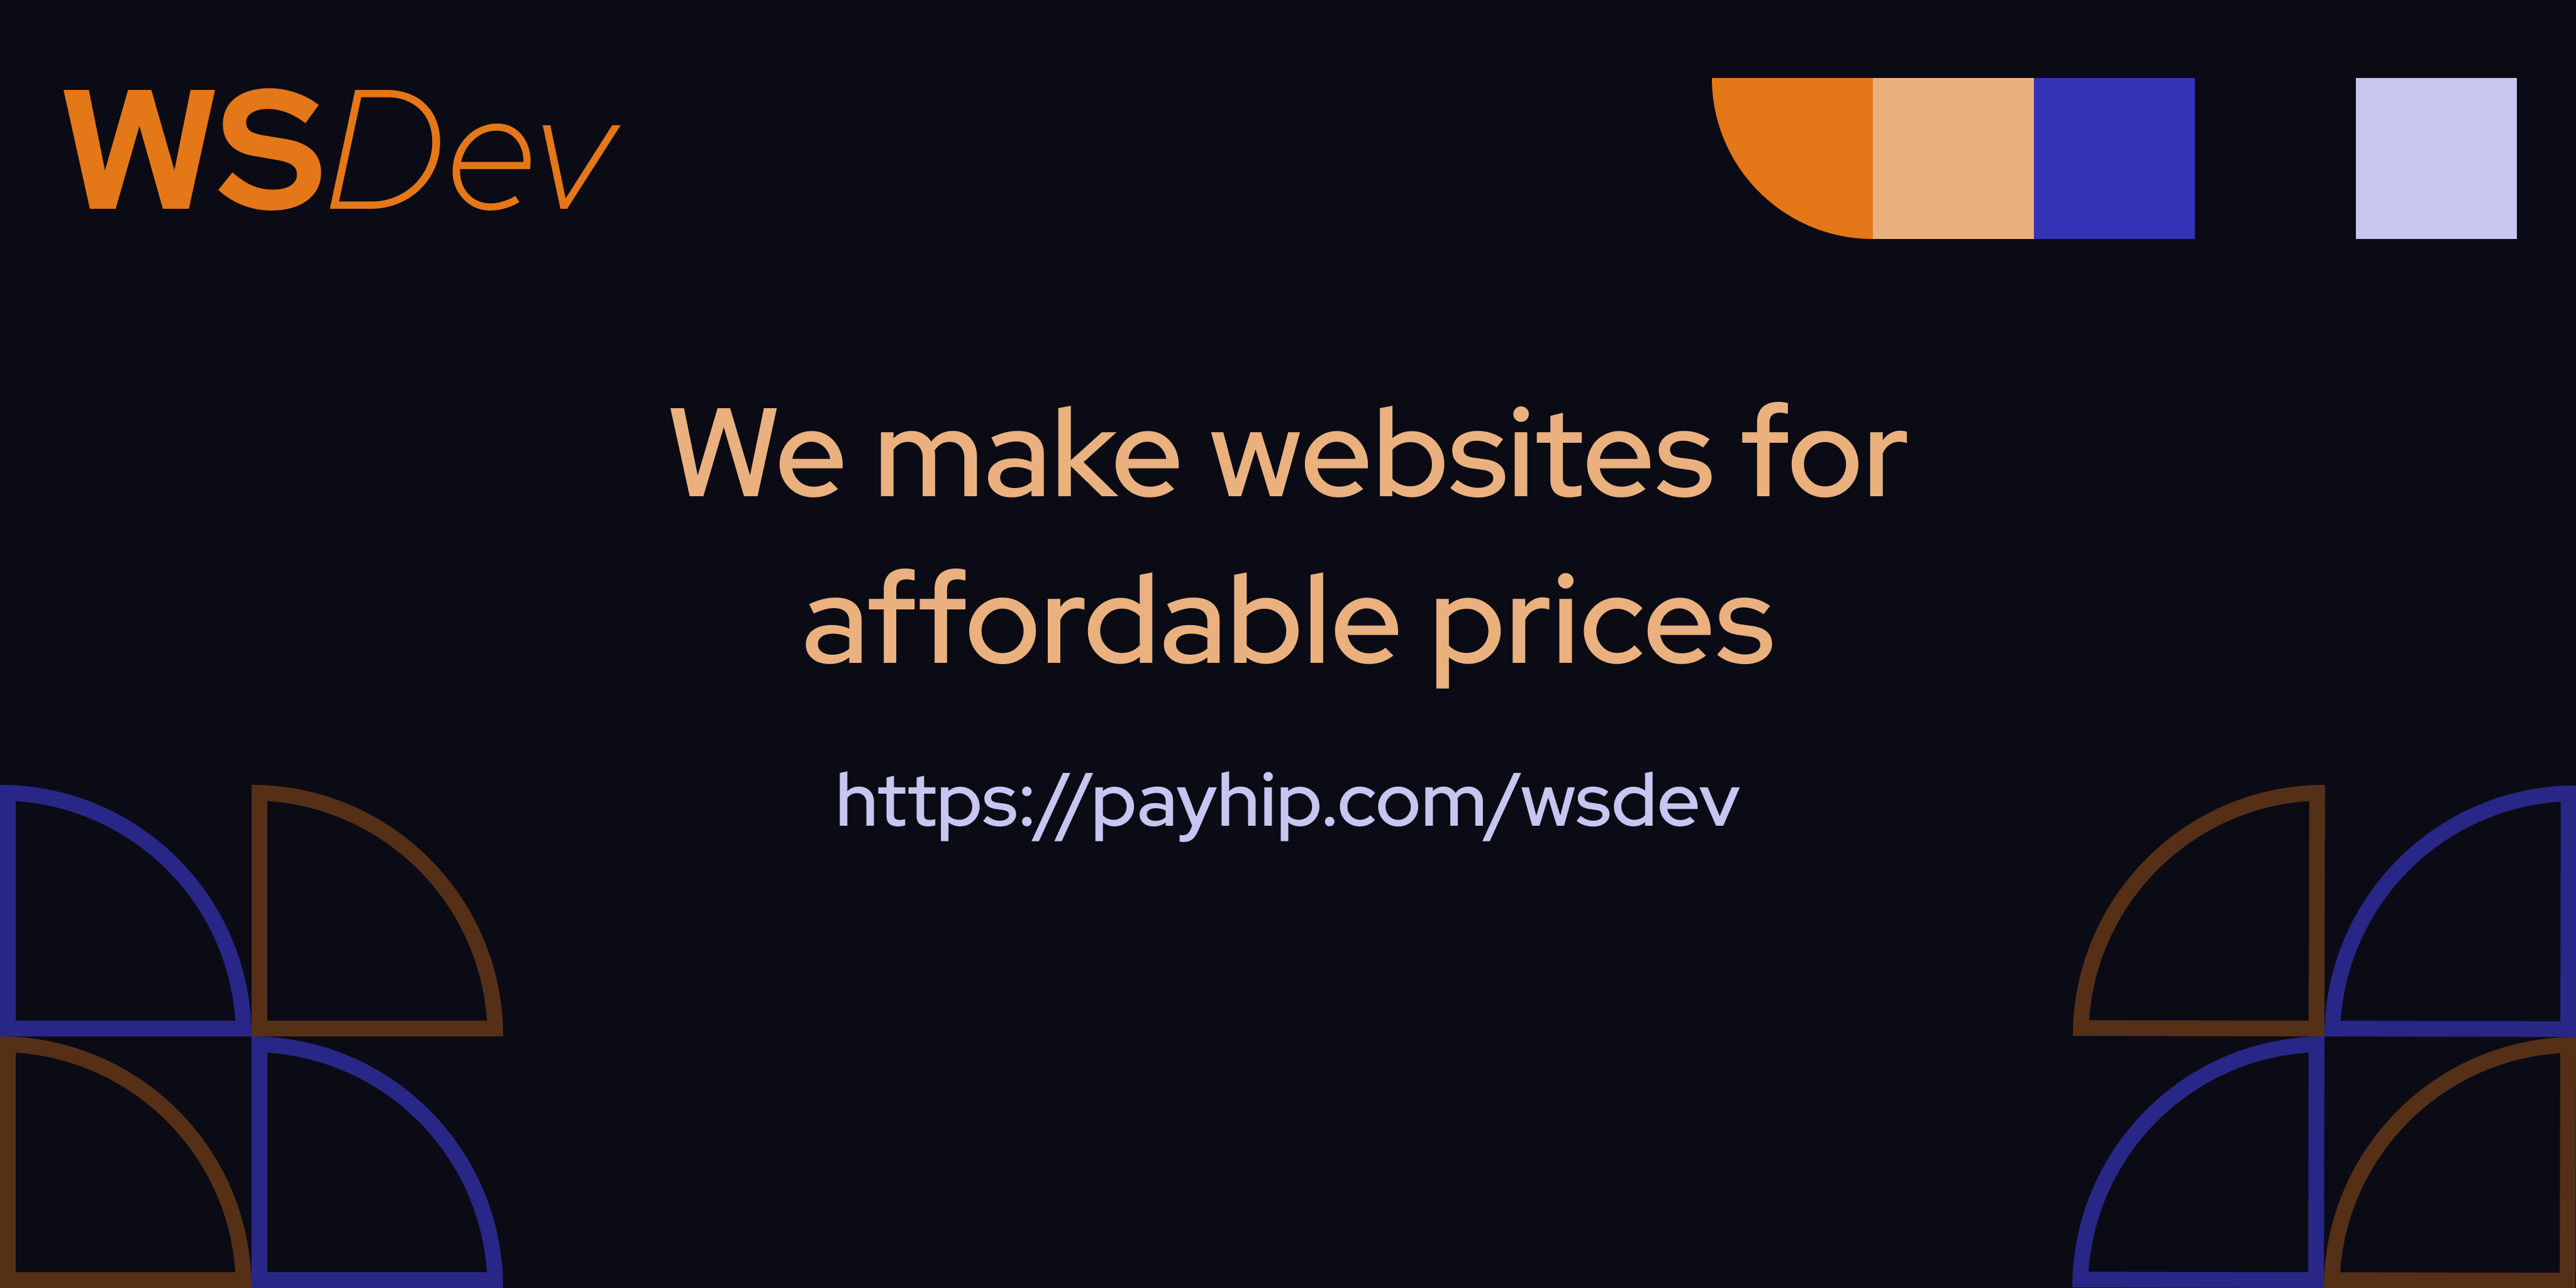 WSDev
We make websites for
affordable prices
https://payhip.com/wsdev